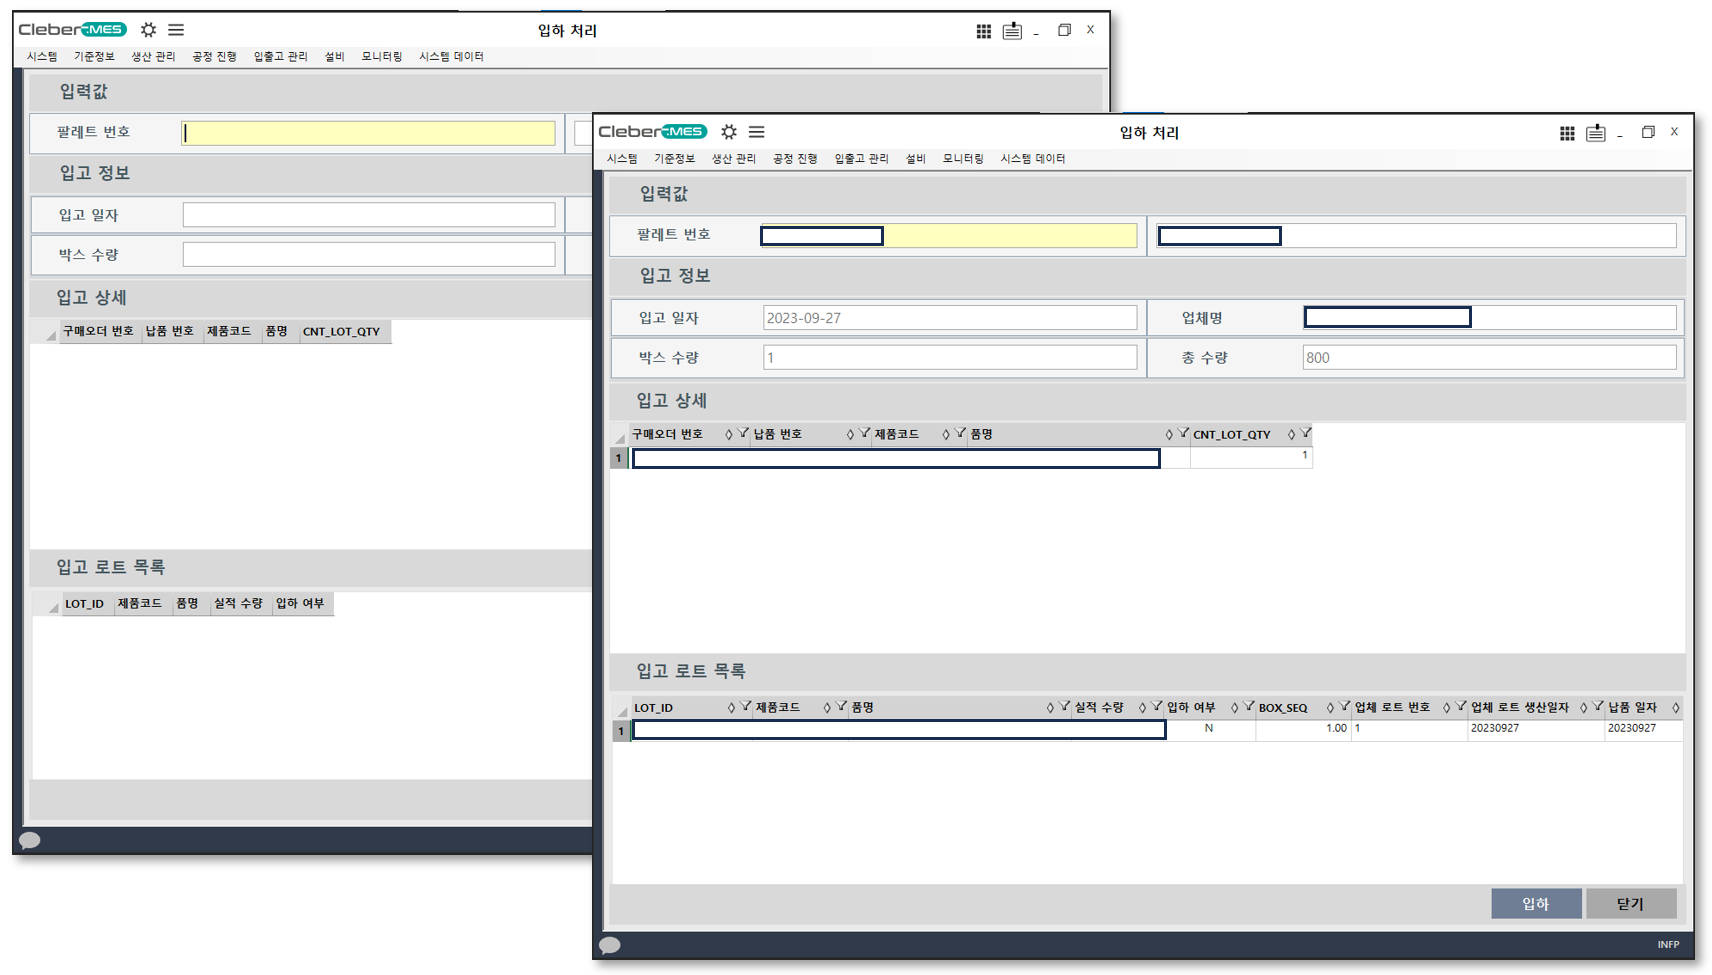 Cleber MES
입하 처리
X
시스템 기준정보 생산 관리 공정 진행 입출고 관리 설비 모니터링 시스템 데이터
입력값
팔레트 번호
입고 정보
입고 일자
박스 수량
입고 상세
구매오더 번호 납품 번호 제품코드 품명 CNT_LOT_QTY
입고 로트 목록
LOT_ID 제품코드 품명 실적 수량 입하 여부
Cleber MES
입하 처리
X
시스템 기준정보 생산 관리 공정 진행 입출고 관리 설비 모니터링 시스템 데이터
입력값
팔레트 번호
입고 정보
입고 일자 2023-09-27 업체명
박스 수량 1 총 수량 800
입고 상세
구매오더 번호 납품 번호 제품코드 품명 CNT_LOT_QTY
1 1
입고 로트 목록
LOT_ID 제품코드 품명 실적 수량 입하 여부 BOX_SEQ 업체 로트 번호 업체 로트 생산일자 납품 일자
1 N 1.00 1 20230927 20230927
입하 닫기
INFP